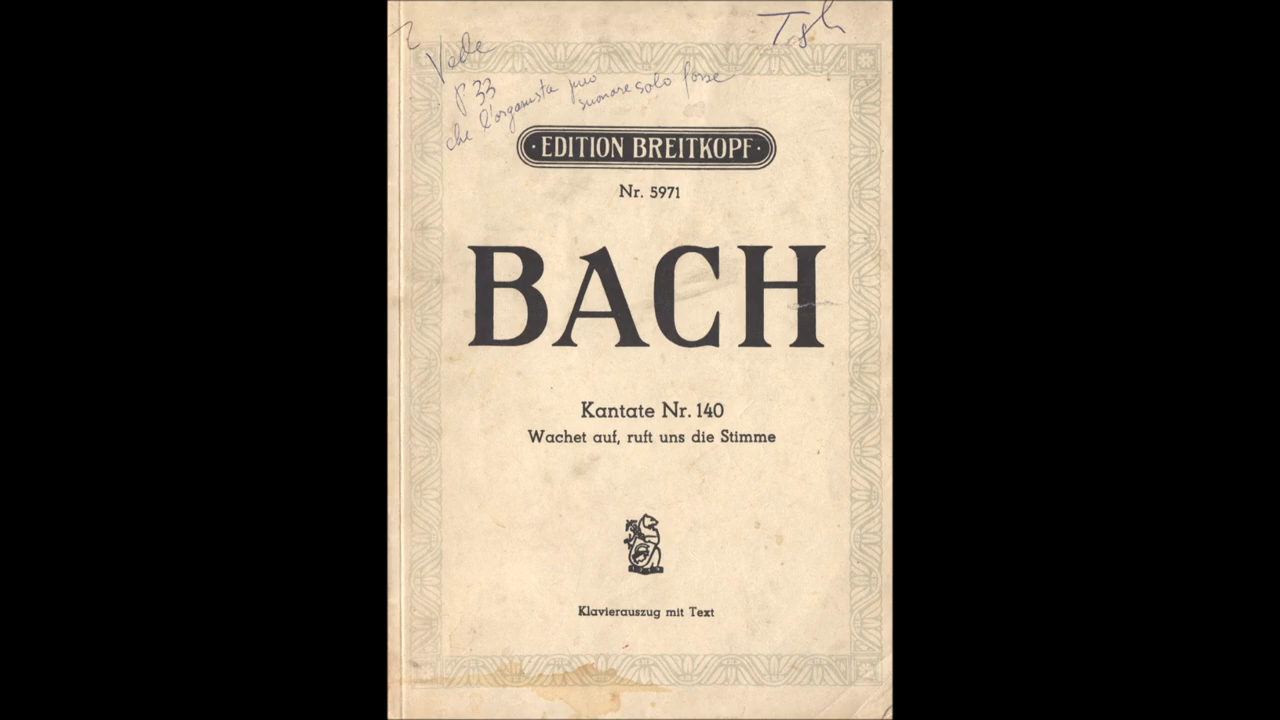 Vede
p. 33
che l'organista puo
suonare solo forse
EDITION BREITKOPF
Nr. 5971
BACH
Kantate Nr. 140
Wachet auf, ruft uns die Stimme
Klavierauszug mit Text